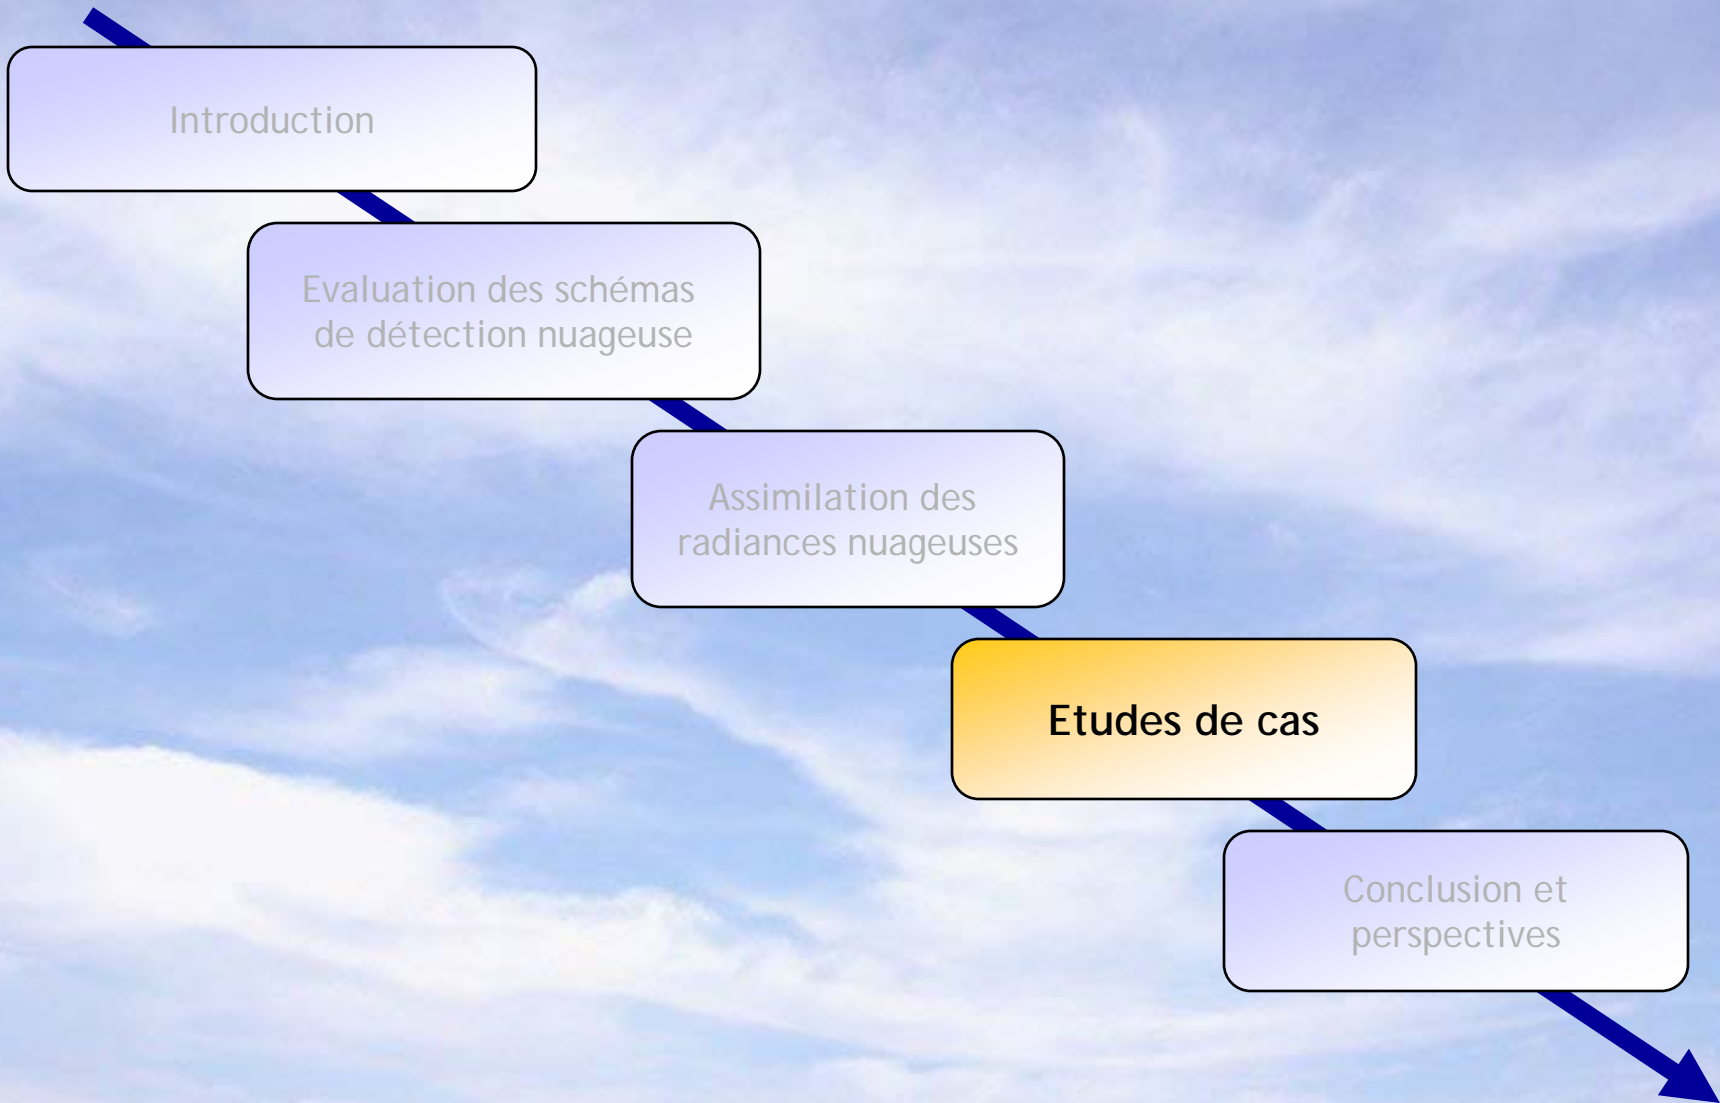 Introduction
Evaluation des schémas
de détection nuageuse
Assimilation des
radiances nuageuses
Etudes de cas
Conclusion et
perspectives